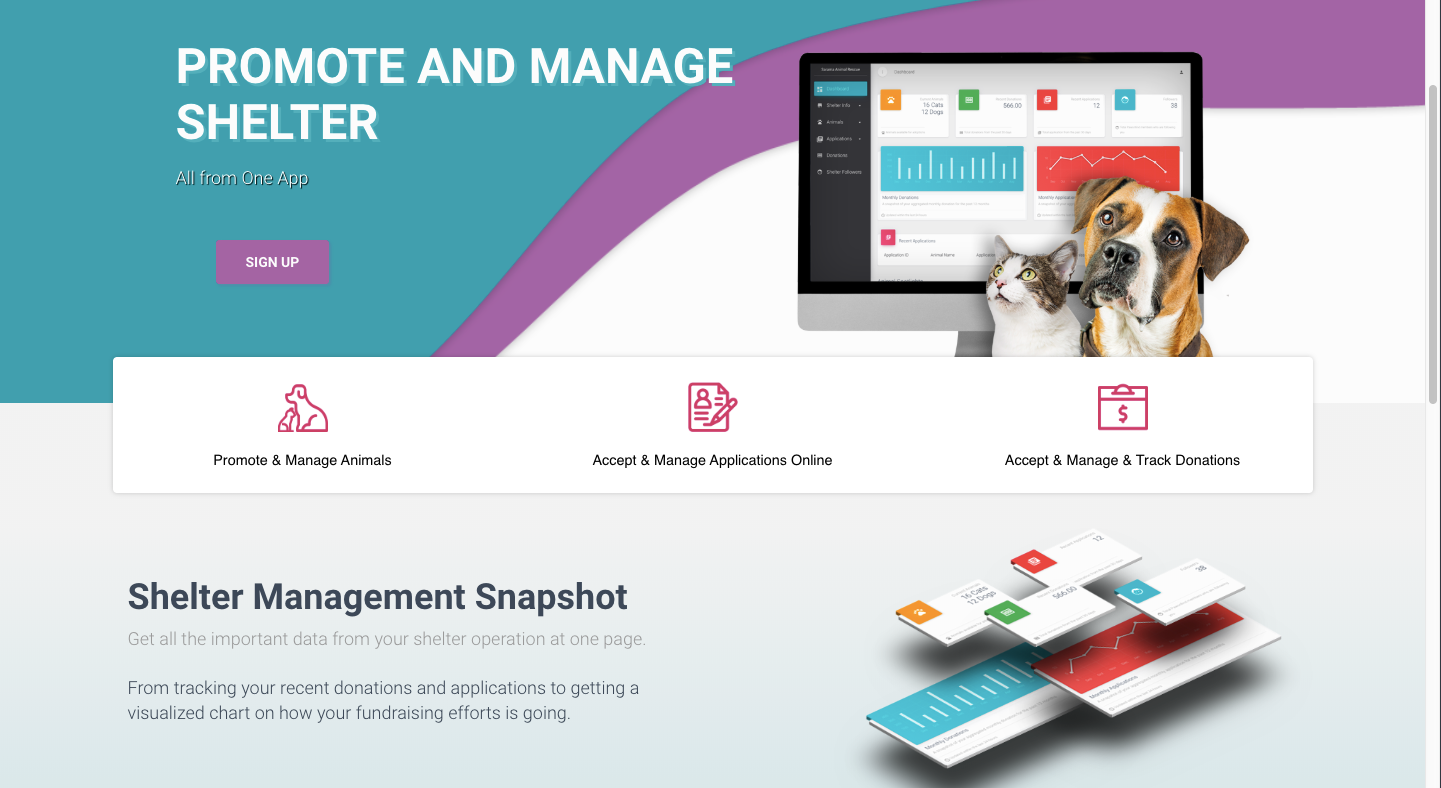 PROMOTE AND MANAGE
SHELTER
All from One App
SIGN UP
Dashboard
Dashboard
Shelter Info
Animals
Applications
Donations
Shelter Followers
16 Cats
12 Dogs
566.00
12
38
Monthly Donations
Recent Applications
Application ID
Animal Name
Promote & Manage Animals
Accept & Manage Applications Online
Accept & Manage & Track Donations
Shelter Management Snapshot
Get all the important data from your shelter operation at one page.
From tracking your recent donations and applications to getting a
visualized chart on how your fundraising efforts is going.
12
16 Cats
12 Dogs
566.00
38
Monthly Applications
Monthly Donations